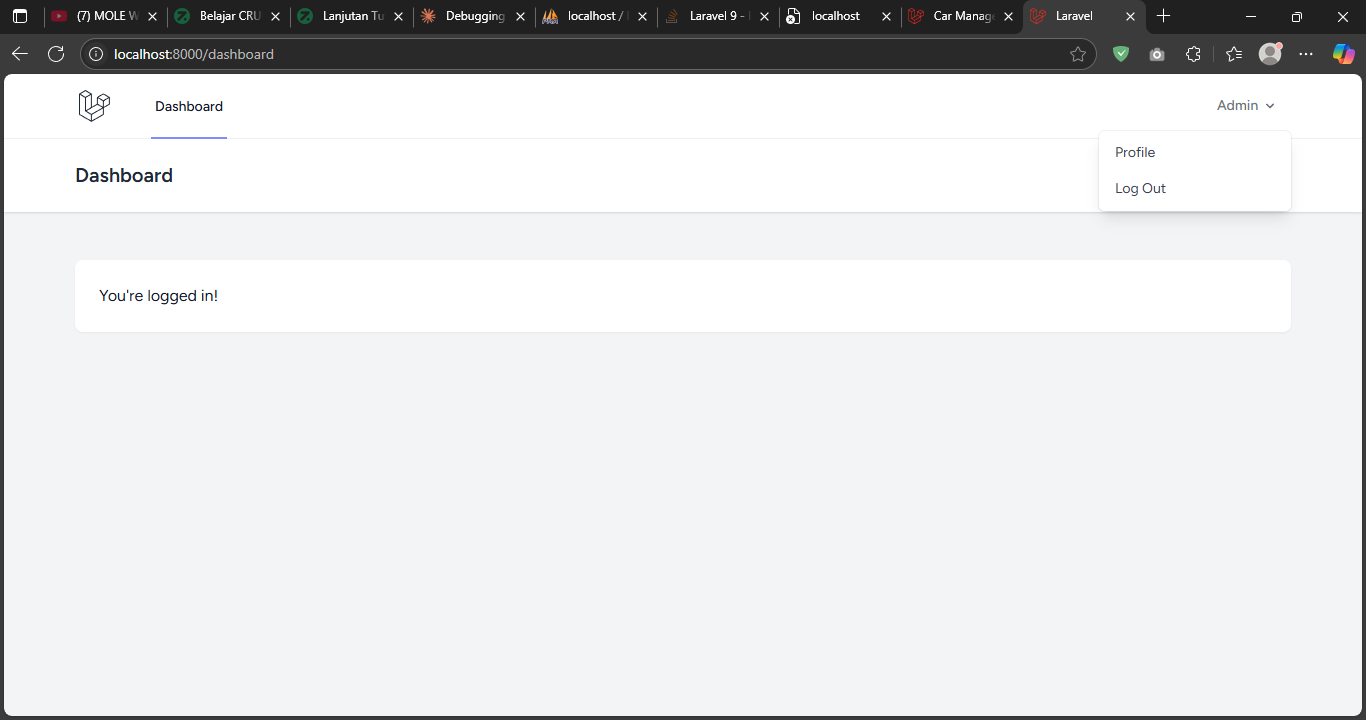 (7) MOLE W
Belajar CRU
Lanjutan Tu
Debugging
localhost /
Laravel 9 -
localhost
Car Manag
Laravel
localhost:8000/dashboard
Dashboard
Admin
Profile
Log Out
Dashboard
You're logged in!